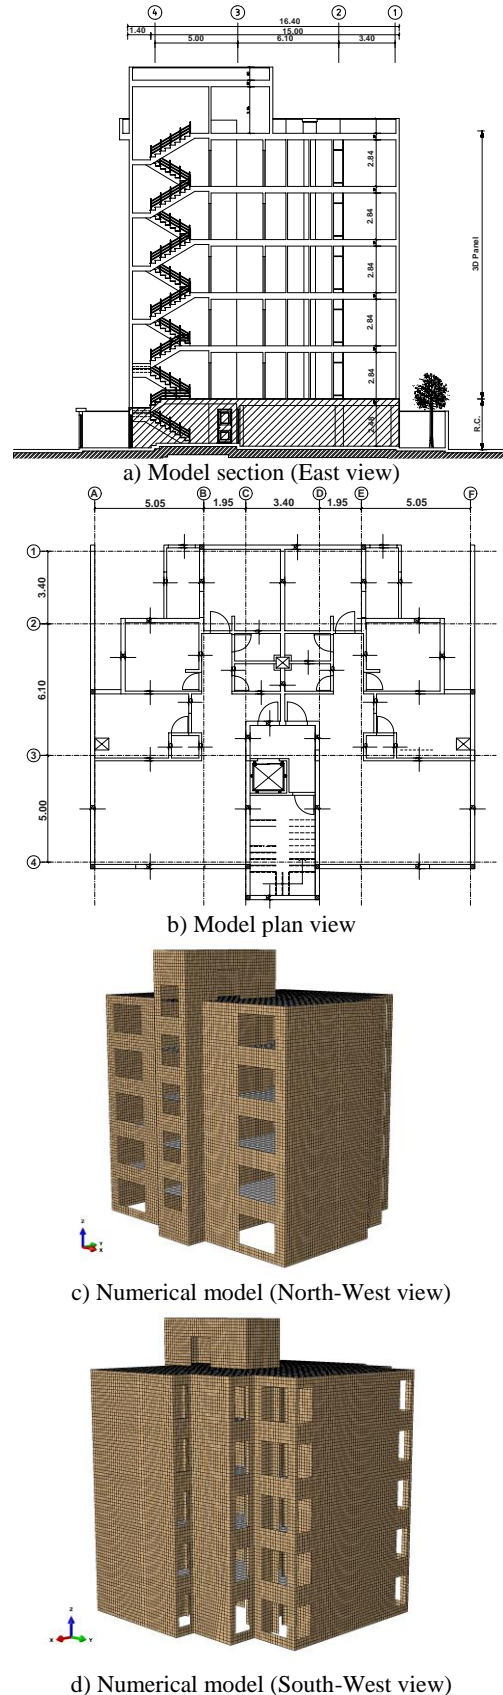 4 3 2 1
16.40
1.40 15.00
5.00 6.10 3.40
2.84
2.84
2.84
3D Panel
2.84
2.84
R.C.
2.48
a) Model section (East view)
A B C D E F
5.05 1.95 3.40 1.95 5.05
1
3.40
2
6.10
3
5.00
4
b) Model plan view
Z
Y
X
c) Numerical model (North-West view)
Z
X Y
d) Numerical model (South-West view)